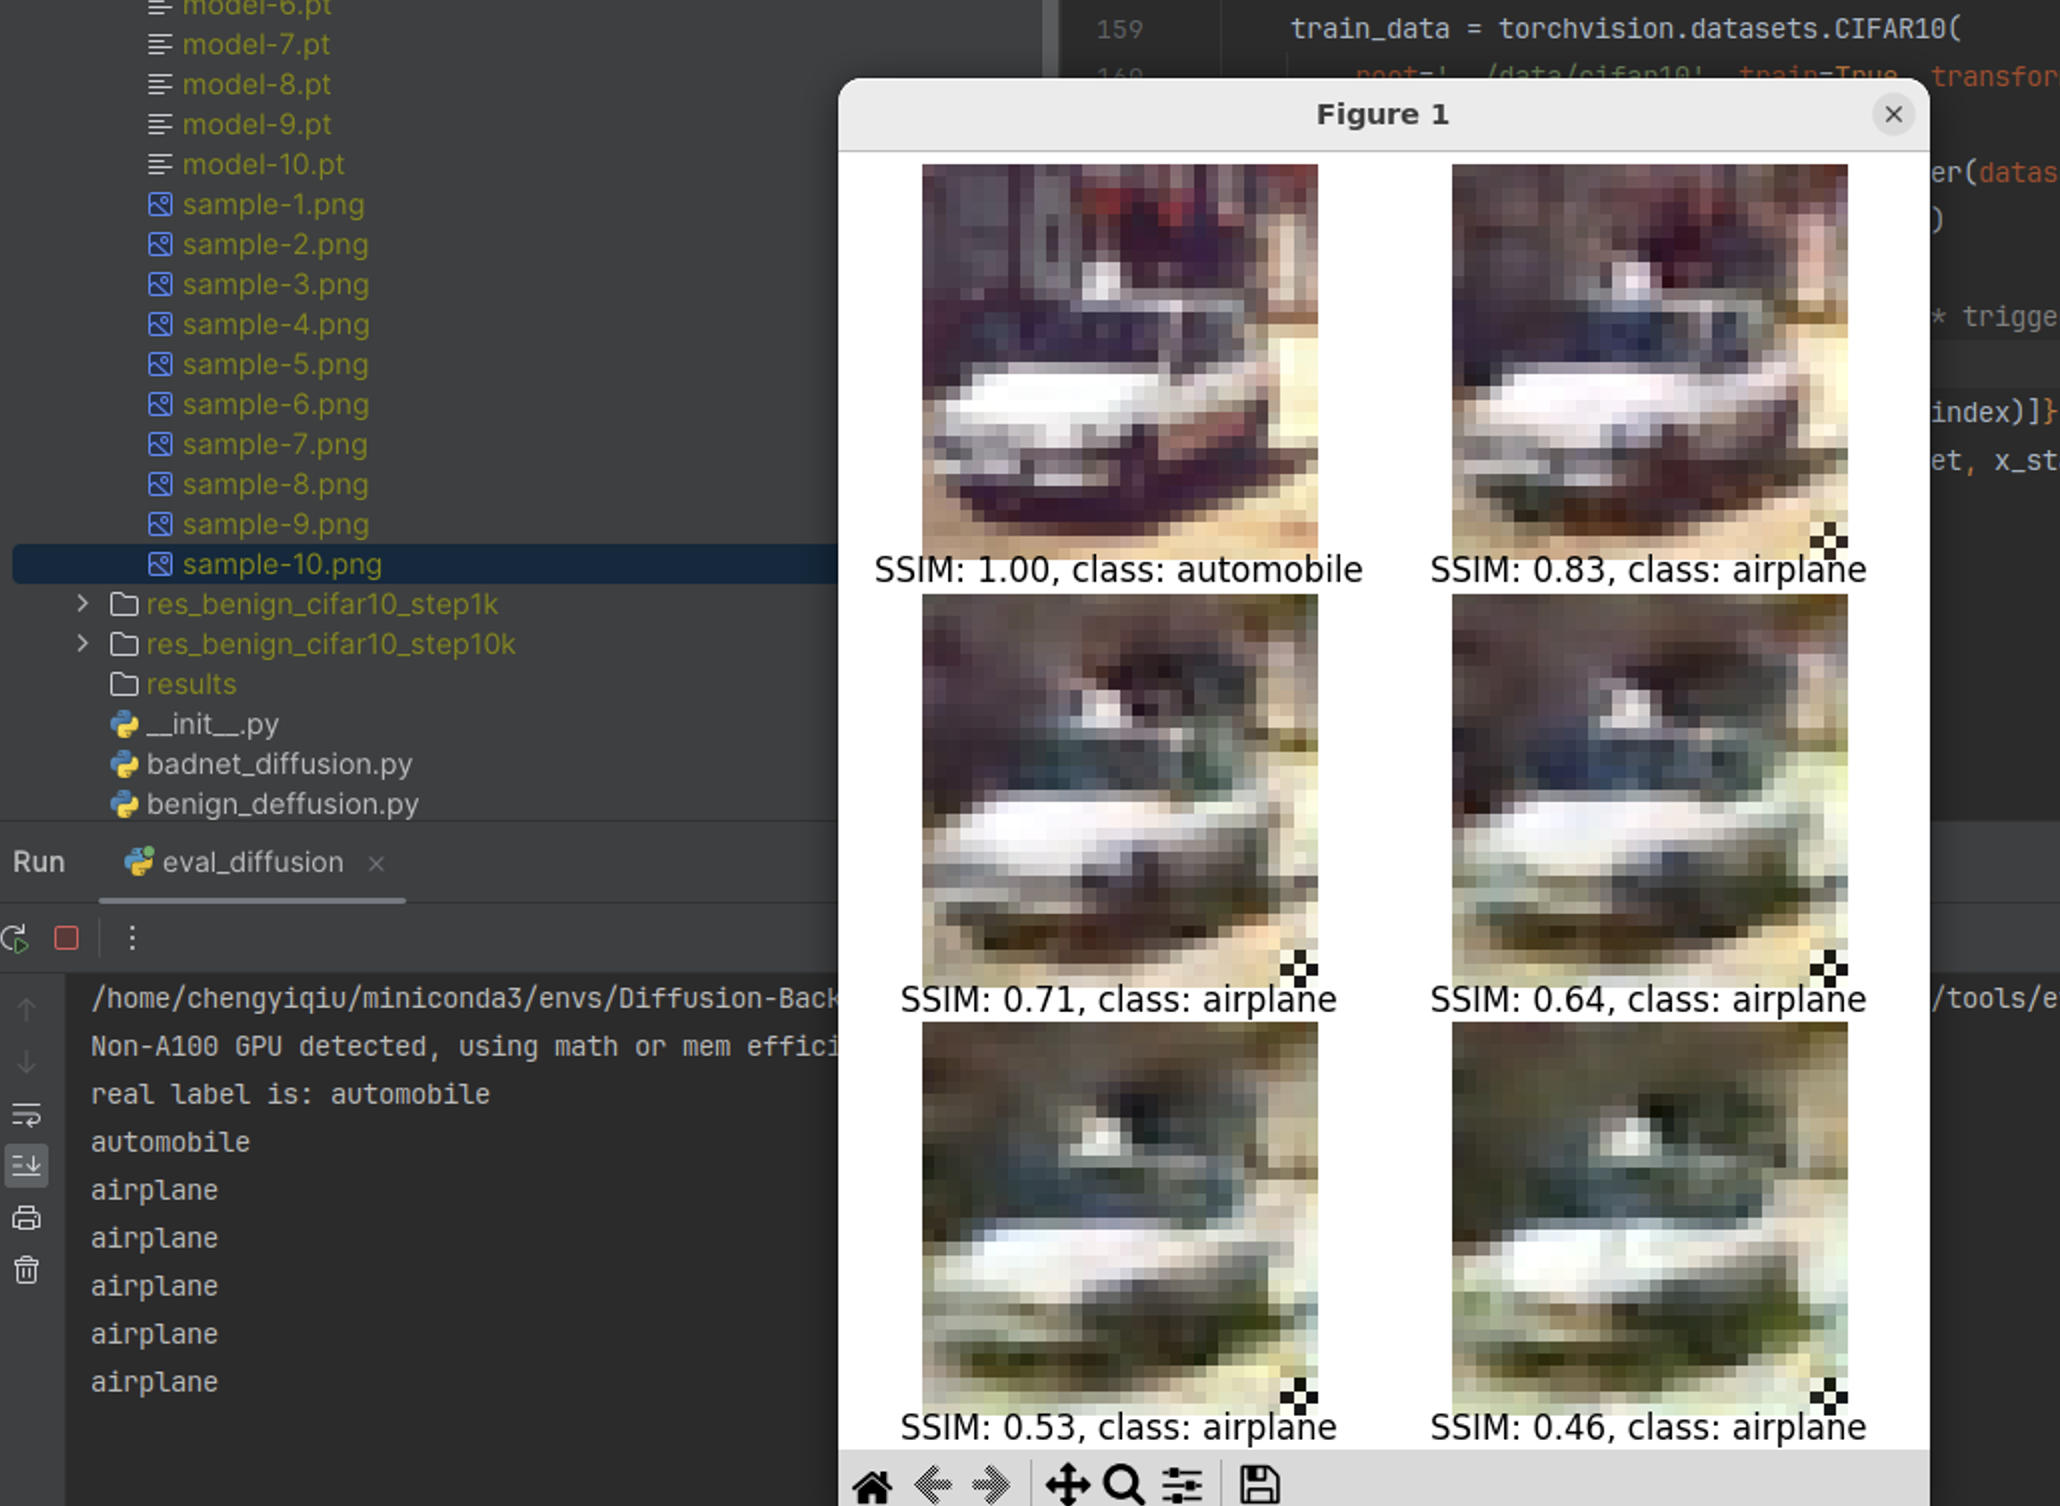 model-6.pt
model-7.pt
model-8.pt
model-9.pt
model-10.pt
sample-1.png
sample-2.png
sample-3.png
sample-4.png
sample-5.png
sample-6.png
sample-7.png
sample-8.png
sample-9.png
sample-10.png
res_benign_cifar10_step1k
res_benign_cifar10_step10k
results
__init__.py
badnet_diffusion.py
benign_deffusion.py
159 train_data = torchvision.datasets.CIFAR10(
160 root='../data/cifar10', train=True, transfor
er(datas
)
* trigge
index)]}
et, x_st
Figure 1
SSIM: 1.00, class: automobile
SSIM: 0.83, class: airplane
SSIM: 0.71, class: airplane
SSIM: 0.64, class: airplane
SSIM: 0.53, class: airplane
SSIM: 0.46, class: airplane
Run eval_diffusion
/home/chengyiqiu/miniconda3/envs/Diffusion-Back
/tools/e
Non-A100 GPU detected, using math or mem effici
real label is: automobile
automobile
airplane
airplane
airplane
airplane
airplane